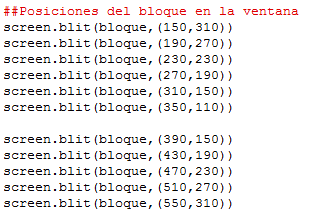 ##Posiciones del bloque en la ventana
screen.blit(bloque,(150,310))
screen.blit(bloque,(190,270))
screen.blit(bloque,(230,230))
screen.blit(bloque,(270,190))
screen.blit(bloque,(310,150))
screen.blit(bloque,(350,110))
screen.blit(bloque,(390,150))
screen.blit(bloque,(430,190))
screen.blit(bloque,(470,230))
screen.blit(bloque,(510,270))
screen.blit(bloque,(550,310))